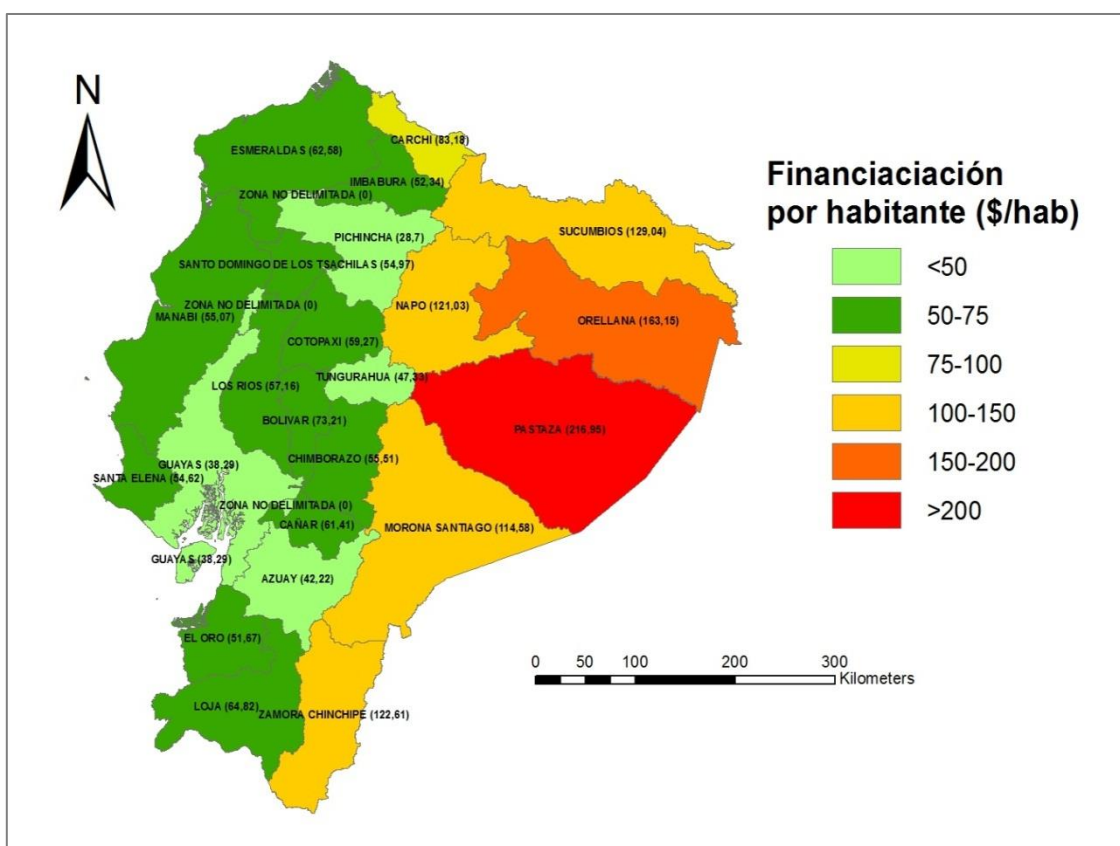 N
CARCHI (83,18)
ESMERALDAS (62,58)
IMBABURA (52,34)
ZONA NO DELIMITADA (0)
SUCUMBIOS (129,04)
PICHINCHA (28,7)
SANTO DOMINGO DE LOS TSACHILAS (54,97)
ZONA NO DELIMITADA (0)
NAPO (121,03)
MANABI (55,07)
ORELLANA (163,15)
COTOPAXI (59,27)
TUNGURAHUA (47,33)
LOS RIOS (57,16)
BOLIVAR (73,21)
PASTAZA (216,95)
CHIMBORAZO (55,51)
GUAYAS (38,29)
SANTA ELENA (54,62)
ZONA NO DELIMITADA (0)
CAÑAR (61,41)
MORONA SANTIAGO (114,58)
GUAYAS (38,29)
AZUAY (42,22)
EL ORO (51,67)
LOJA (64,82)
ZAMORA CHINCHIPE (122,61)
Financiaciación
por habitante ($/hab)
<50
50-75
75-100
100-150
150-200
>200
0 50 100 200 300
Kilometers